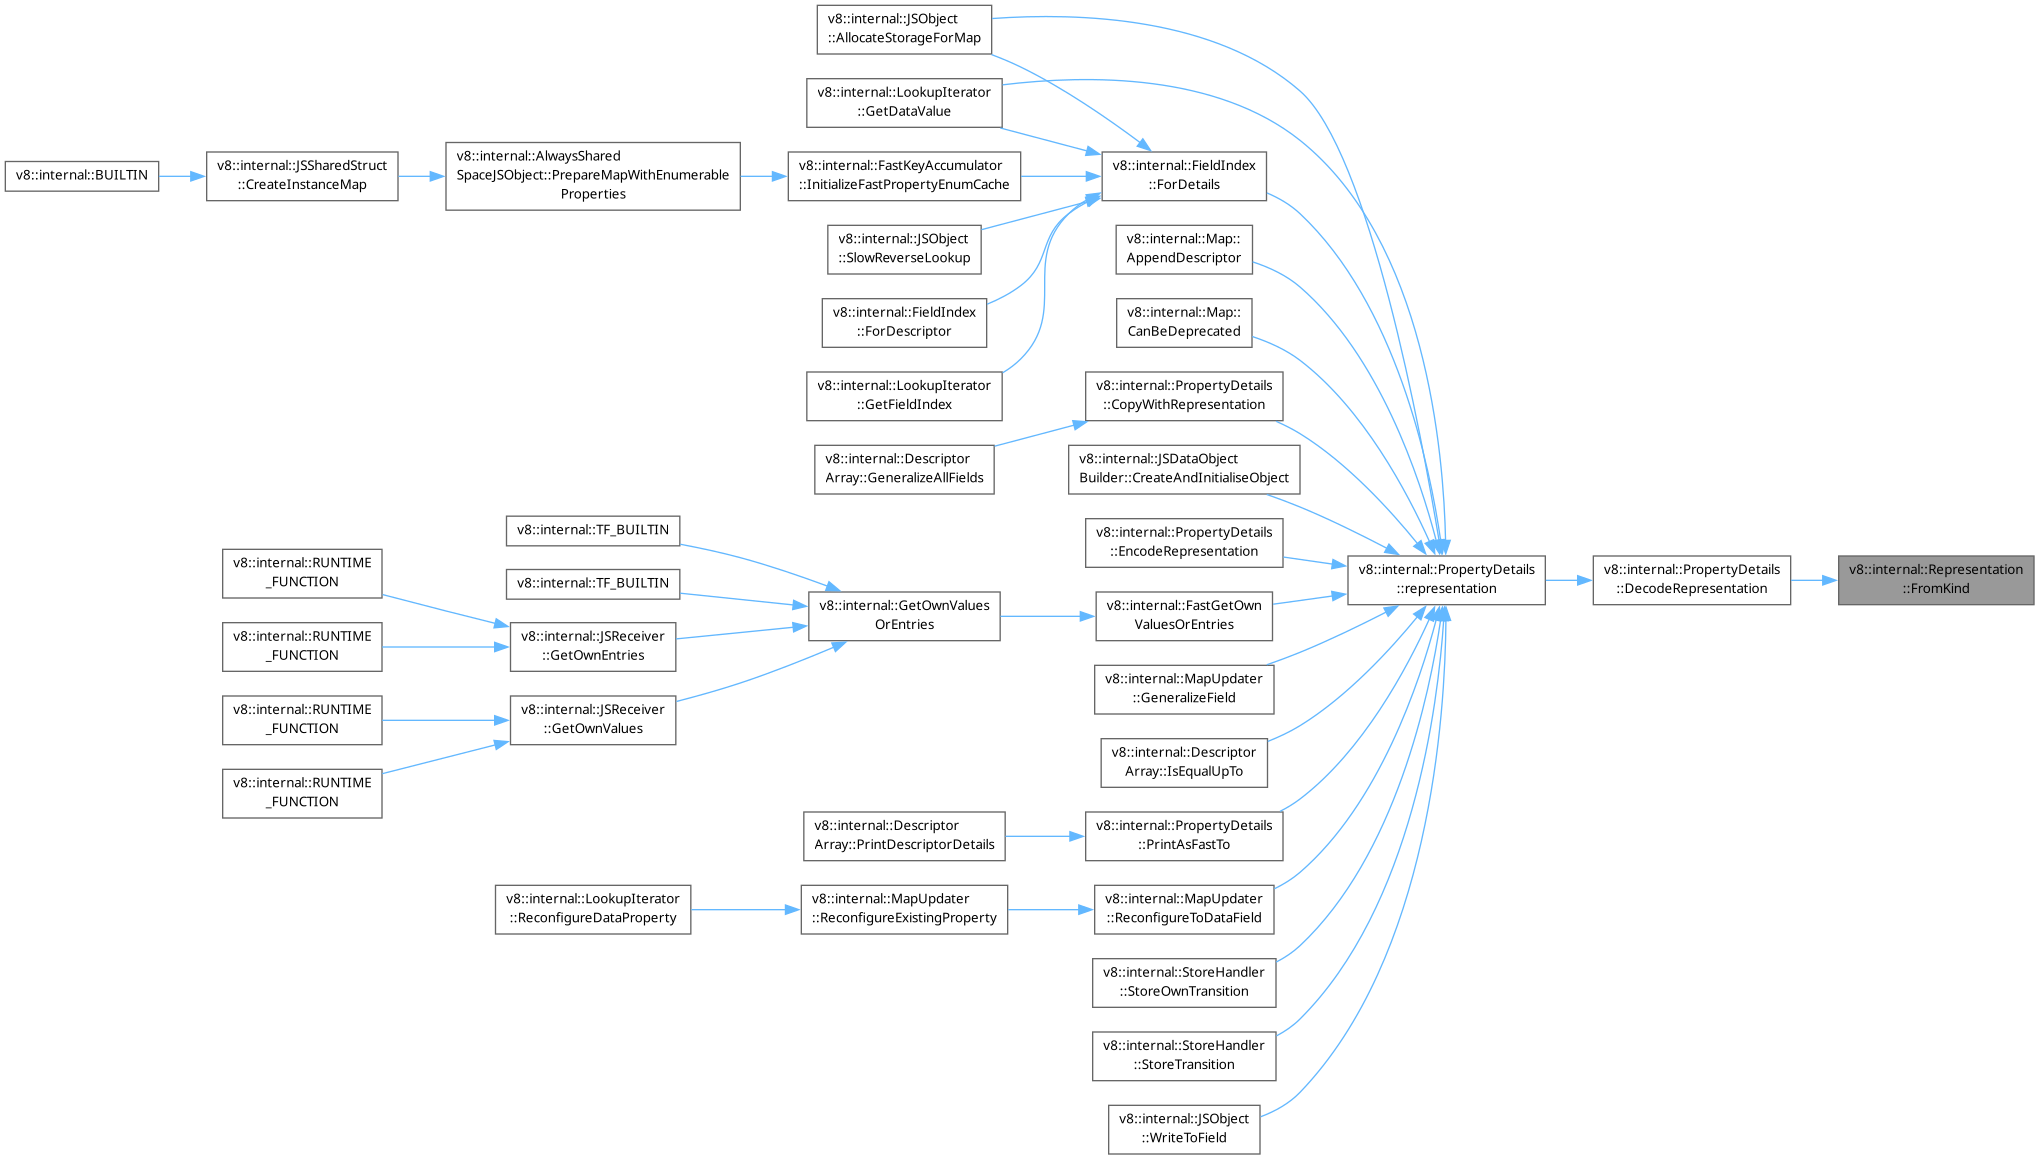 v8::internal::JSObject
::AllocateStorageForMap
v8::internal::LookupIterator
::GetDataValue
v8::internal::BUILTIN
v8::internal::JSSharedStruct
::CreateInstanceMap
v8::internal::AlwaysShared
SpaceJSObject::PrepareMapWithEnumerable
Properties
v8::internal::FastKeyAccumulator
::InitializeFastPropertyEnumCache
v8::internal::FieldIndex
::ForDetails
v8::internal::JSObject
::SlowReverseLookup
v8::internal::Map::
AppendDescriptor
v8::internal::FieldIndex
::ForDescriptor
v8::internal::Map::
CanBeDeprecated
v8::internal::LookupIterator
::GetFieldIndex
v8::internal::PropertyDetails
::CopyWithRepresentation
v8::internal::Descriptor
Array::GeneralizeAllFields
v8::internal::JSDataObject
Builder::CreateAndInitialiseObject
v8::internal::TF_BUILTIN
v8::internal::PropertyDetails
::EncodeRepresentation
v8::internal::RUNTIME
_FUNCTION
v8::internal::TF_BUILTIN
v8::internal::PropertyDetails
::representation
v8::internal::PropertyDetails
::DecodeRepresentation
v8::internal::Representation
::FromKind
v8::internal::GetOwnValues
OrEntries
v8::internal::FastGetOwn
ValuesOrEntries
v8::internal::RUNTIME
_FUNCTION
v8::internal::JSReceiver
::GetOwnEntries
v8::internal::MapUpdater
::GeneralizeField
v8::internal::RUNTIME
_FUNCTION
v8::internal::JSReceiver
::GetOwnValues
v8::internal::Descriptor
Array::IsEqualUpTo
v8::internal::RUNTIME
_FUNCTION
v8::internal::Descriptor
Array::PrintDescriptorDetails
v8::internal::PropertyDetails
::PrintAsFastTo
v8::internal::LookupIterator
::ReconfigureDataProperty
v8::internal::MapUpdater
::ReconfigureExistingProperty
v8::internal::MapUpdater
::ReconfigureToDataField
v8::internal::StoreHandler
::StoreOwnTransition
v8::internal::StoreHandler
::StoreTransition
v8::internal::JSObject
::WriteToField